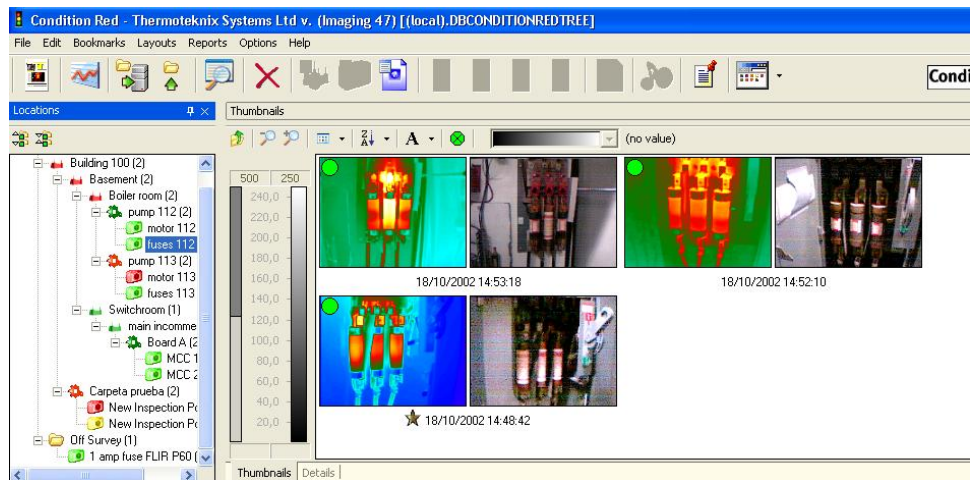 Condition Red - Thermoteknix Systems Ltd v. (Imaging 47) [(local).DBCONDITIONREDTREE]
File Edit Bookmarks Layouts Reports Options Help
Condi
Locations
Thumbnails
A (no value)
Building 100 (2)
Basement (2)
Boiler room (2)
pump 112 (2)
motor 112
fuses 112
pump 113 (2)
motor 113
fuses 113
Switchroom (1)
main incomme
Board A (2
MCC 1
MCC 2
Carpeta prueba (2)
New Inspection Po
New Inspection Po
Off Survey (1)
1 amp fuse FLIR P60 (
500 250
240,0
220,0
200,0
180,0
160,0
140,0
120,0
100,0
80,0
60,0
40,0
20,0
18/10/2002 14:53:18
18/10/2002 14:52:10
18/10/2002 14:48:42
Thumbnails Details